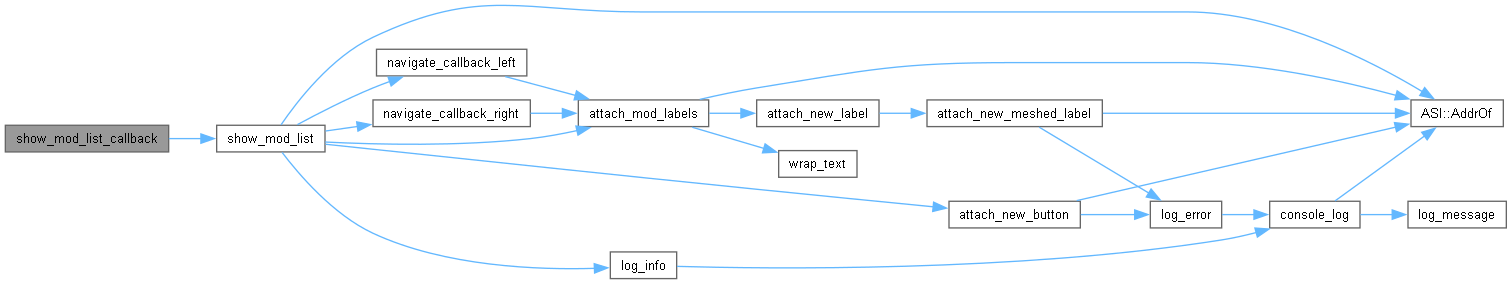 show_mod_list_callback
show_mod_list
navigate_callback_left
navigate_callback_right
attach_mod_labels
attach_new_label
attach_new_meshed_label
ASI::AddrOf
wrap_text
attach_new_button
log_error
console_log
log_message
log_info